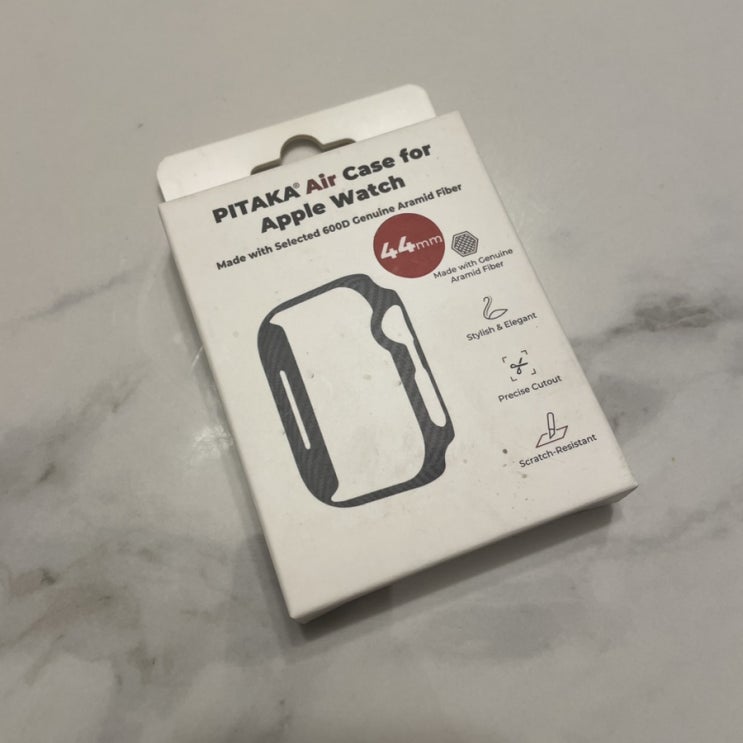 PITAKA® Air Case for
Apple Watch
Made with Selected 600D Genuine Aramid Fiber
44mm
Made with Genuine
Aramid Fiber
Stylish & Elegant
Precise Cutout
Scratch-Resistant